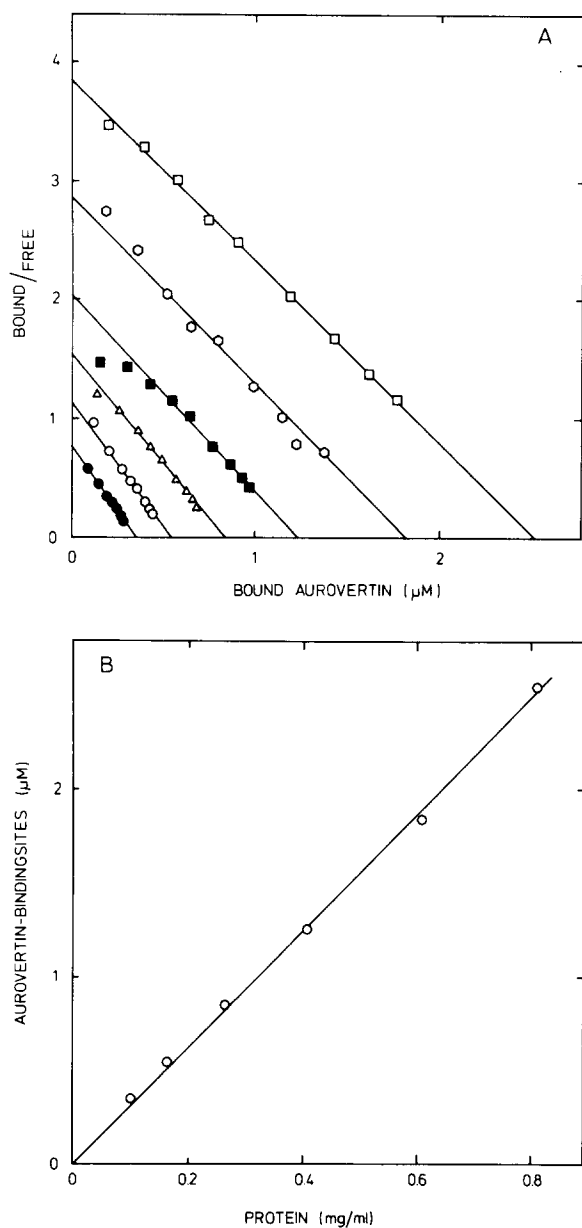 A
4
3
2
1
0
BOUND/FREE
0
1
2
BOUND AUROVERTIN (µM)
B
2
1
0
AUROVERTIN-BINDINGSITES (µM)
0
0.2
0.4
0.6
0.8
PROTEIN (mg/ml)